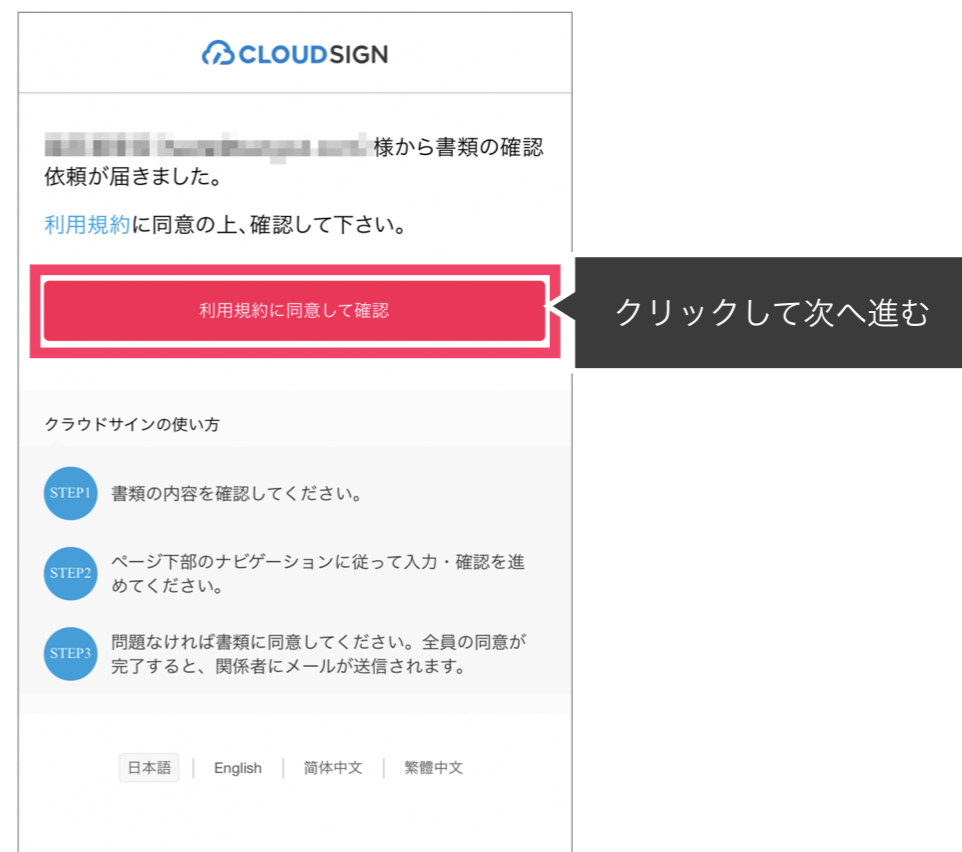 CLOUDSIGN
様から書類の確認
依頼が届きました。
利用規約に同意の上、確認して下さい。
利用規約に同意して確認
クリックして次へ進む
クラウドサインの使い方
STEP1 書類の内容を確認してください。
STEP2 ページ下部のナビゲーションに従って入力・確認を進
めてください。
STEP3 問題なければ書類に同意してください。全員の同意が
完了すると、関係者にメールが送信されます。
日本語 English 简体中文 繁體中文